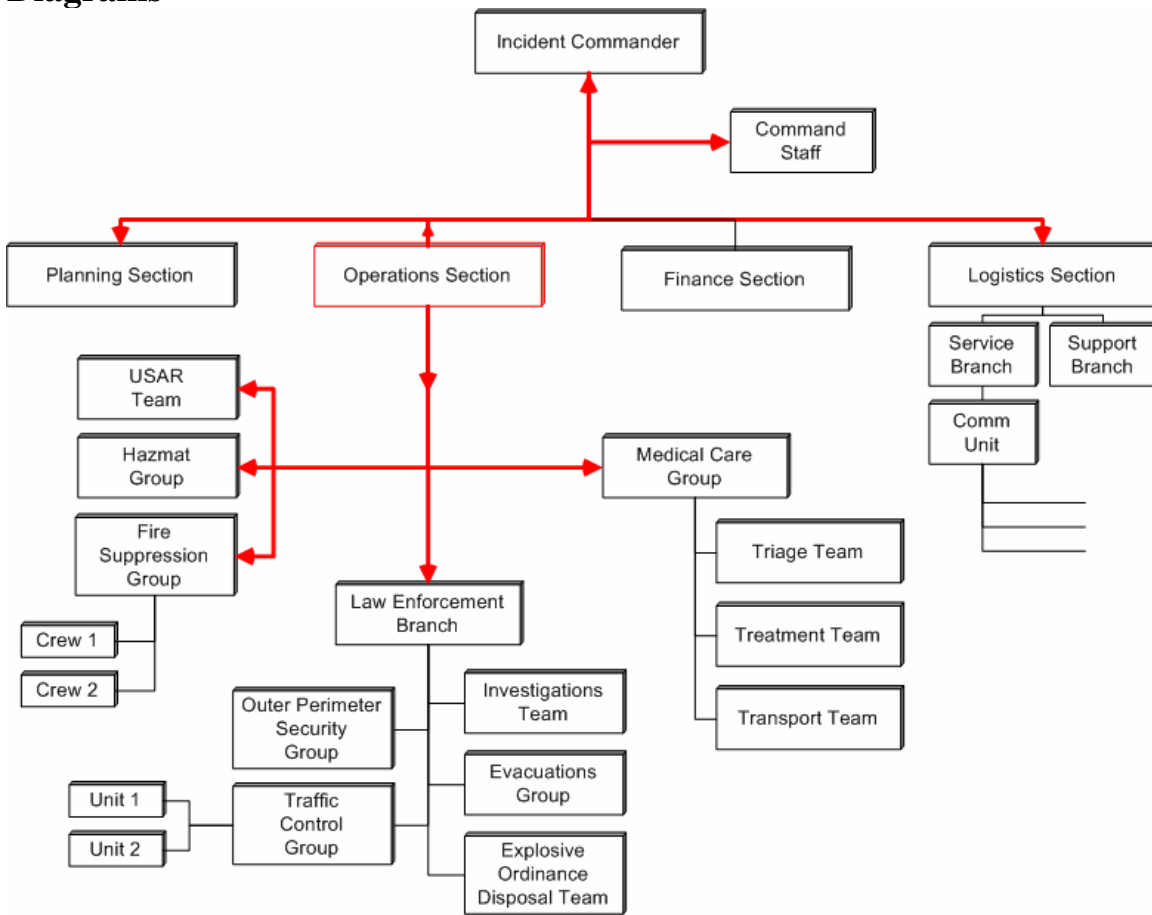 Diagrams
Incident Commander
Command
Staff
Planning Section
Operations Section
Finance Section
Logistics Section
Service
Branch
Support
Branch
USAR
Team
Comm
Unit
Hazmat
Group
Medical Care
Group
Fire
Suppression
Group
Triage Team
Law Enforcement
Branch
Crew 1
Treatment Team
Crew 2
Investigations
Team
Outer Perimeter
Security
Group
Transport Team
Evacuations
Group
Unit 1
Traffic
Control
Group
Unit 2
Explosive
Ordinance
Disposal Team